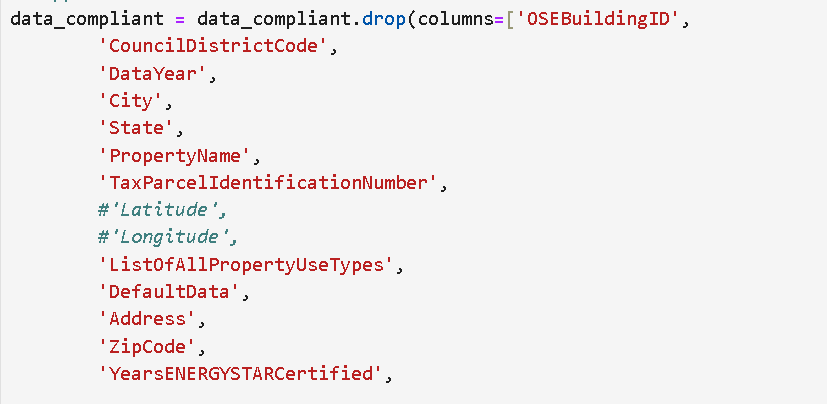 data_compliant = data_compliant.drop(columns=['OSEBuildingID',
'CouncilDistrictCode',
'DataYear',
'City',
'State',
'PropertyName',
'TaxParcelIdentificationNumber',
#'Latitude',
#'Longitude',
'ListOfAllPropertyUseTypes',
'DefaultData',
'Address',
'ZipCode',
'YearsENERGYSTARCertified',